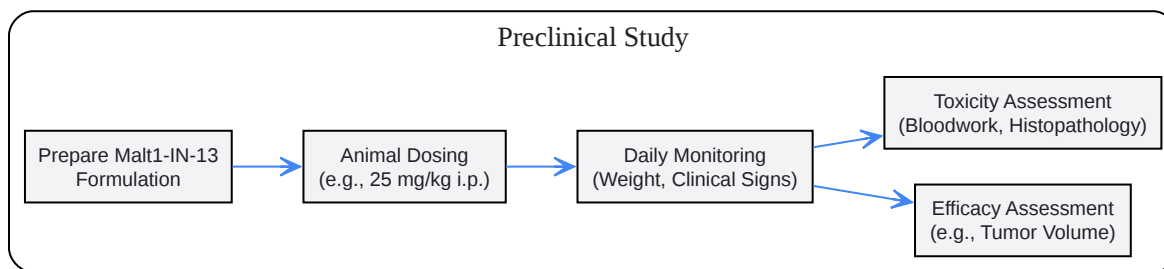 Preclinical Study
Prepare Malt1-IN-13
Formulation
Animal Dosing
(e.g., 25 mg/kg i.p.)
Daily Monitoring
(Weight, Clinical Signs)
Toxicity Assessment
(Bloodwork, Histopathology)
Efficacy Assessment
(e.g., Tumor Volume)